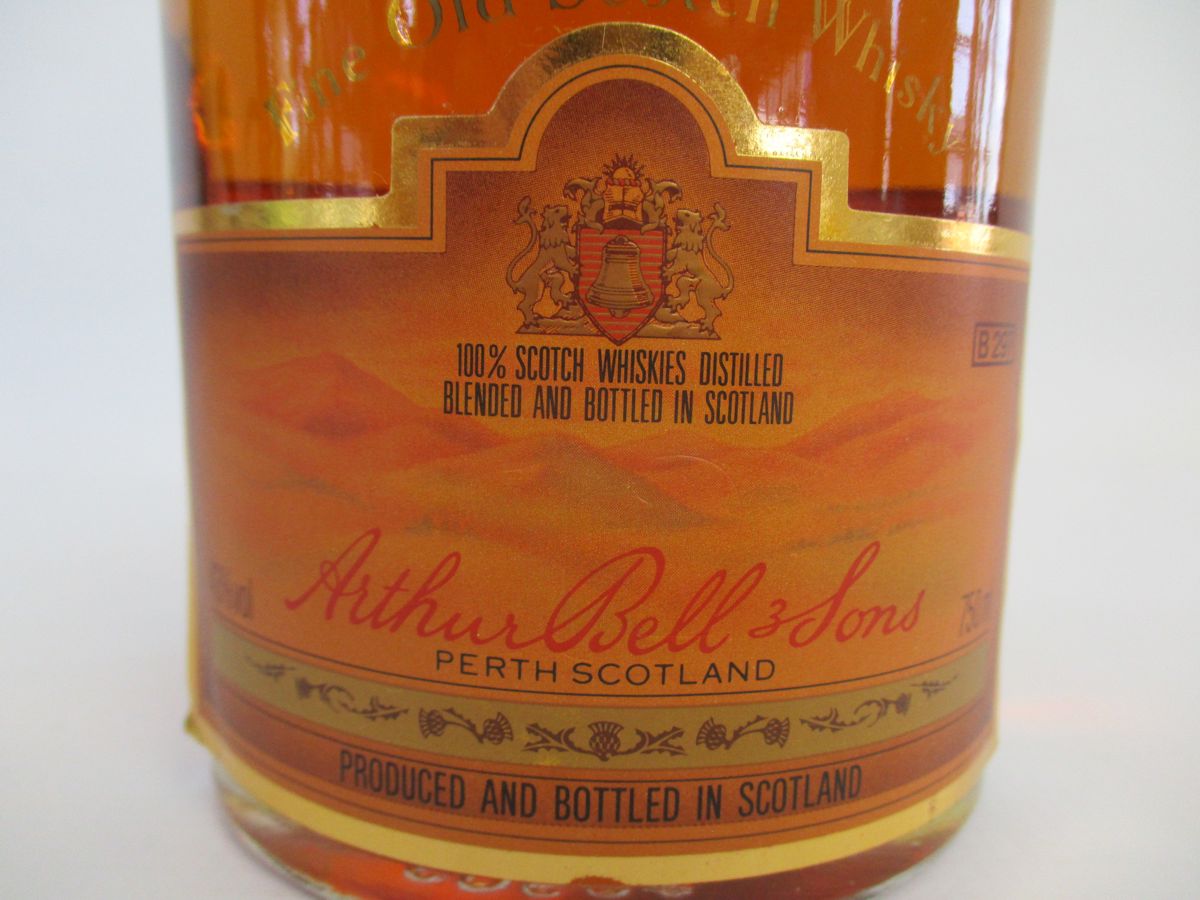 Fine Old Scotch Whisky
100% SCOTCH WHISKIES DISTILLED
BLENDED AND BOTTLED IN SCOTLAND
Arthur Bell & Sons
PERTH SCOTLAND
PRODUCED AND BOTTLED IN SCOTLAND